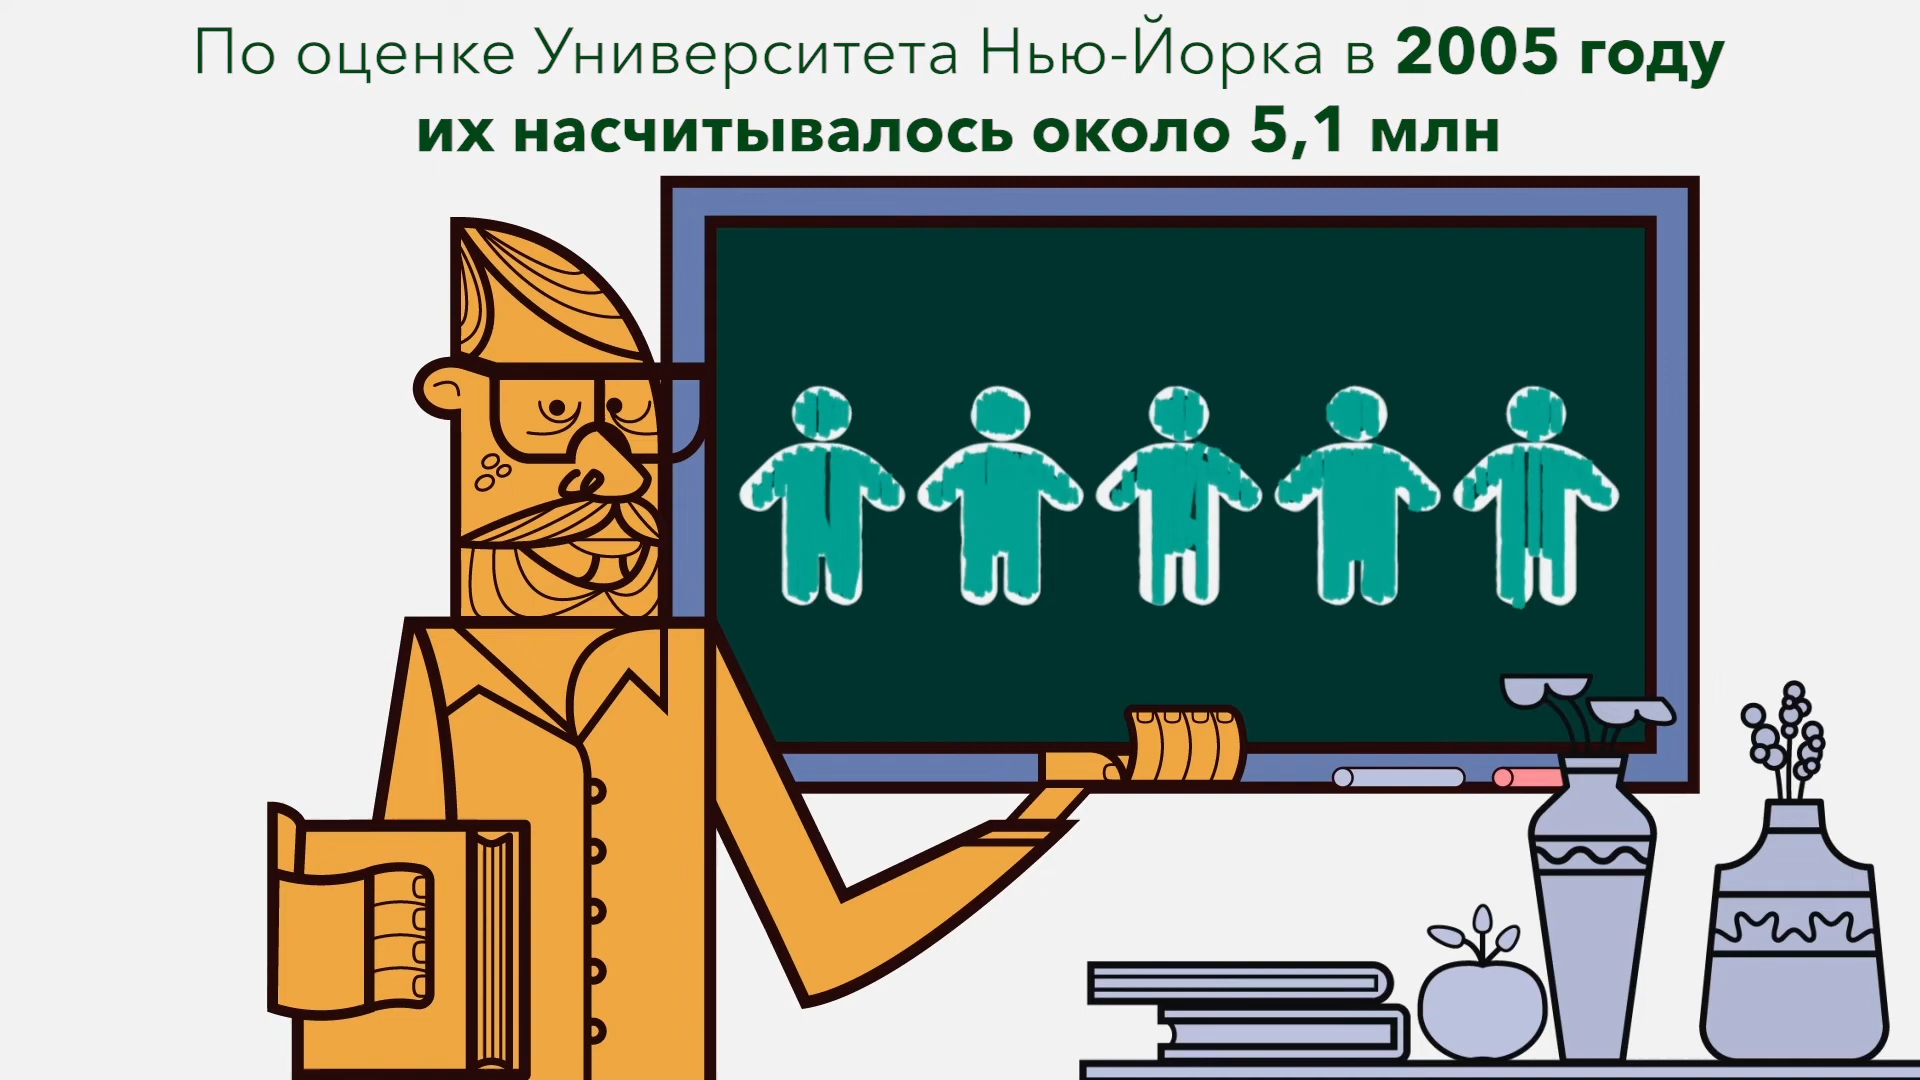 По оценке Университета Нью-Йорка в 2005 году
их насчитывалось около 5,1 млн